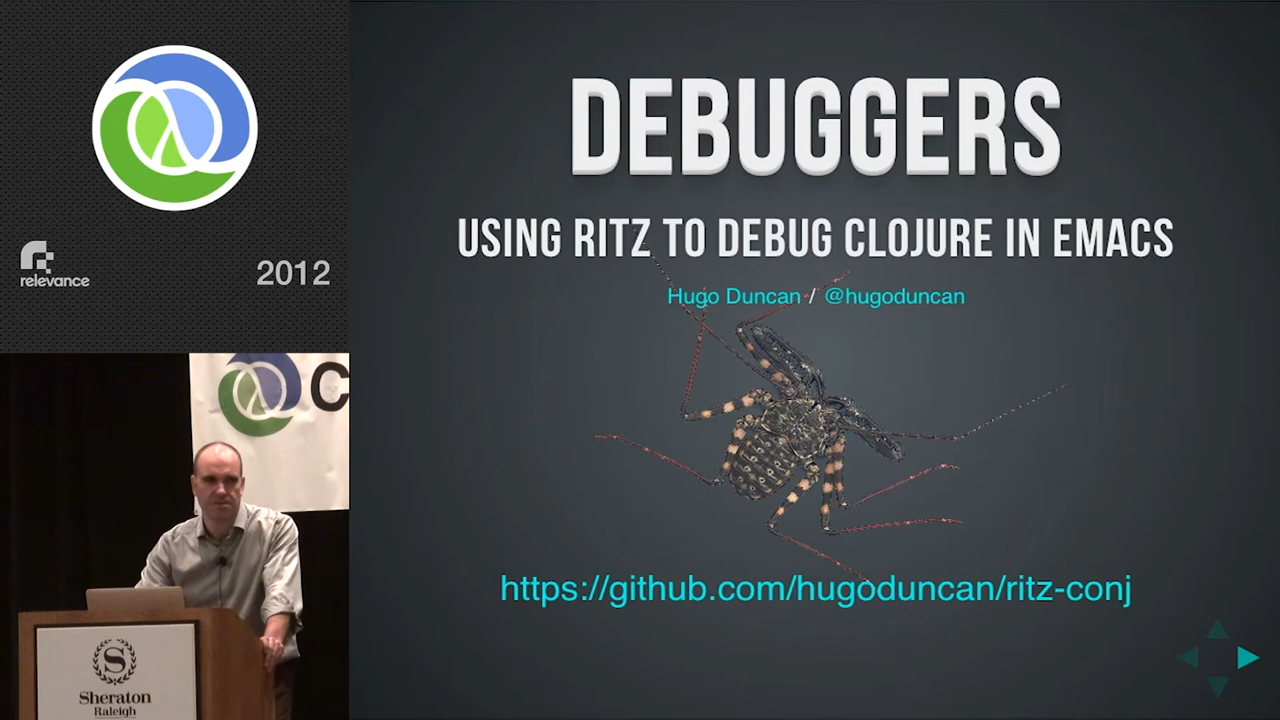 relevance
2012
C
S
Sheraton
Raleigh
DEBUGGERS
USING RITZ TO DEBUG CLOJURE IN EMACS
Hugo Duncan / @hugoduncan
https://github.com/hugoduncan/ritz-conj